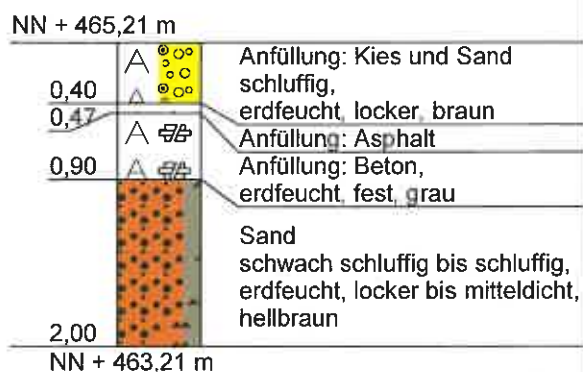 NN + 465,21 m
A
Anfüllung: Kies und Sand
schluffig,
erdfeucht, locker, braun
0,40
A
0,47
Anfüllung: Asphalt
A
Anfüllung: Beton,
erdfeucht, fest, grau
0,90
A
Sand
schwach schluffig bis schluffig,
erdfeucht, locker bis mitteldicht,
hellbraun
2,00
NN + 463,21 m